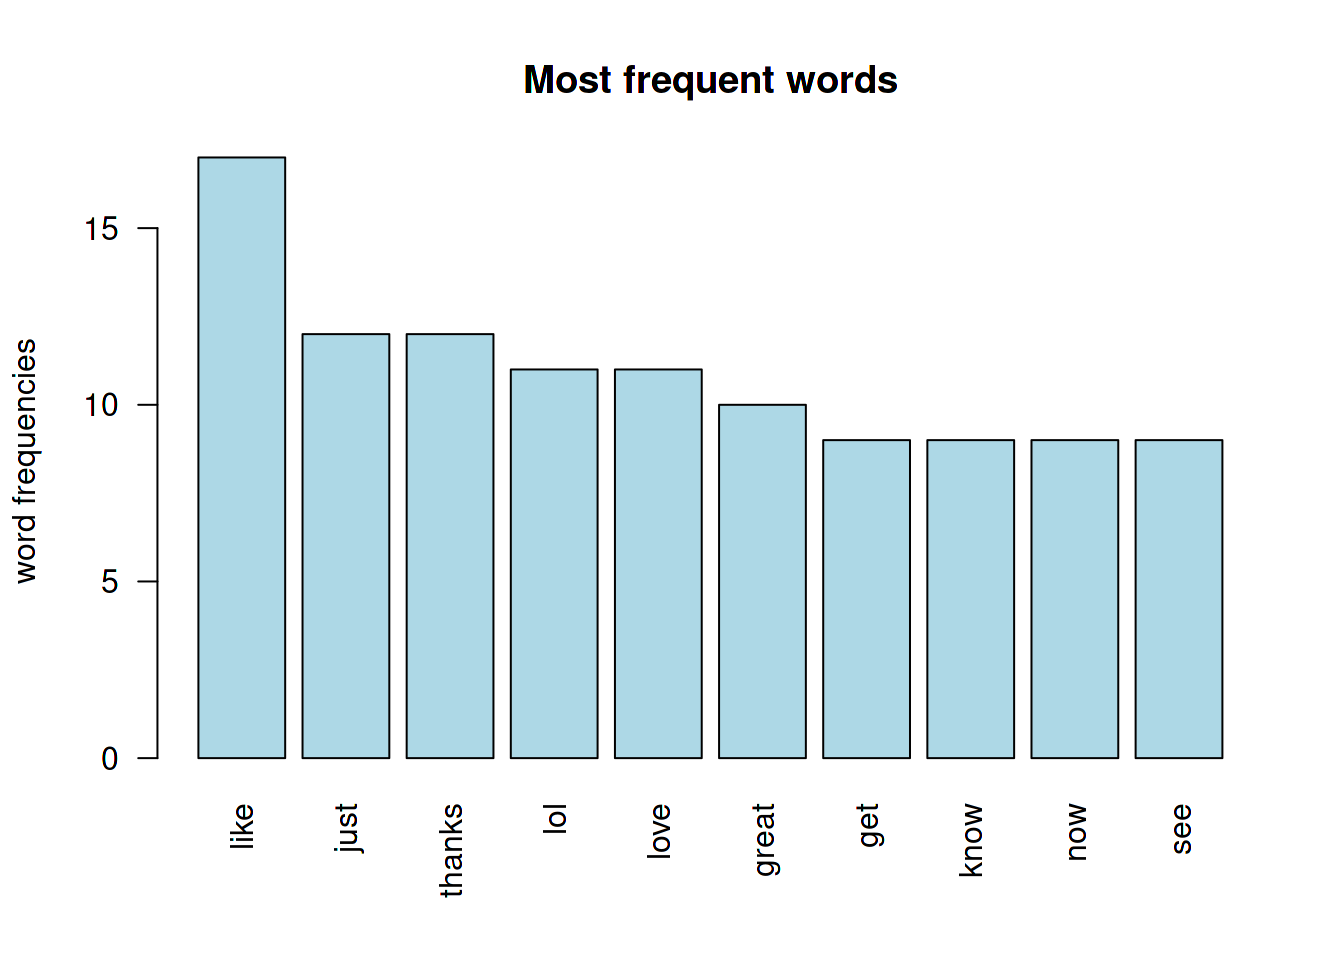 Most frequent words
word frequencies
15
10
5
0
like
just
thanks
lol
love
great
get
know
now
see